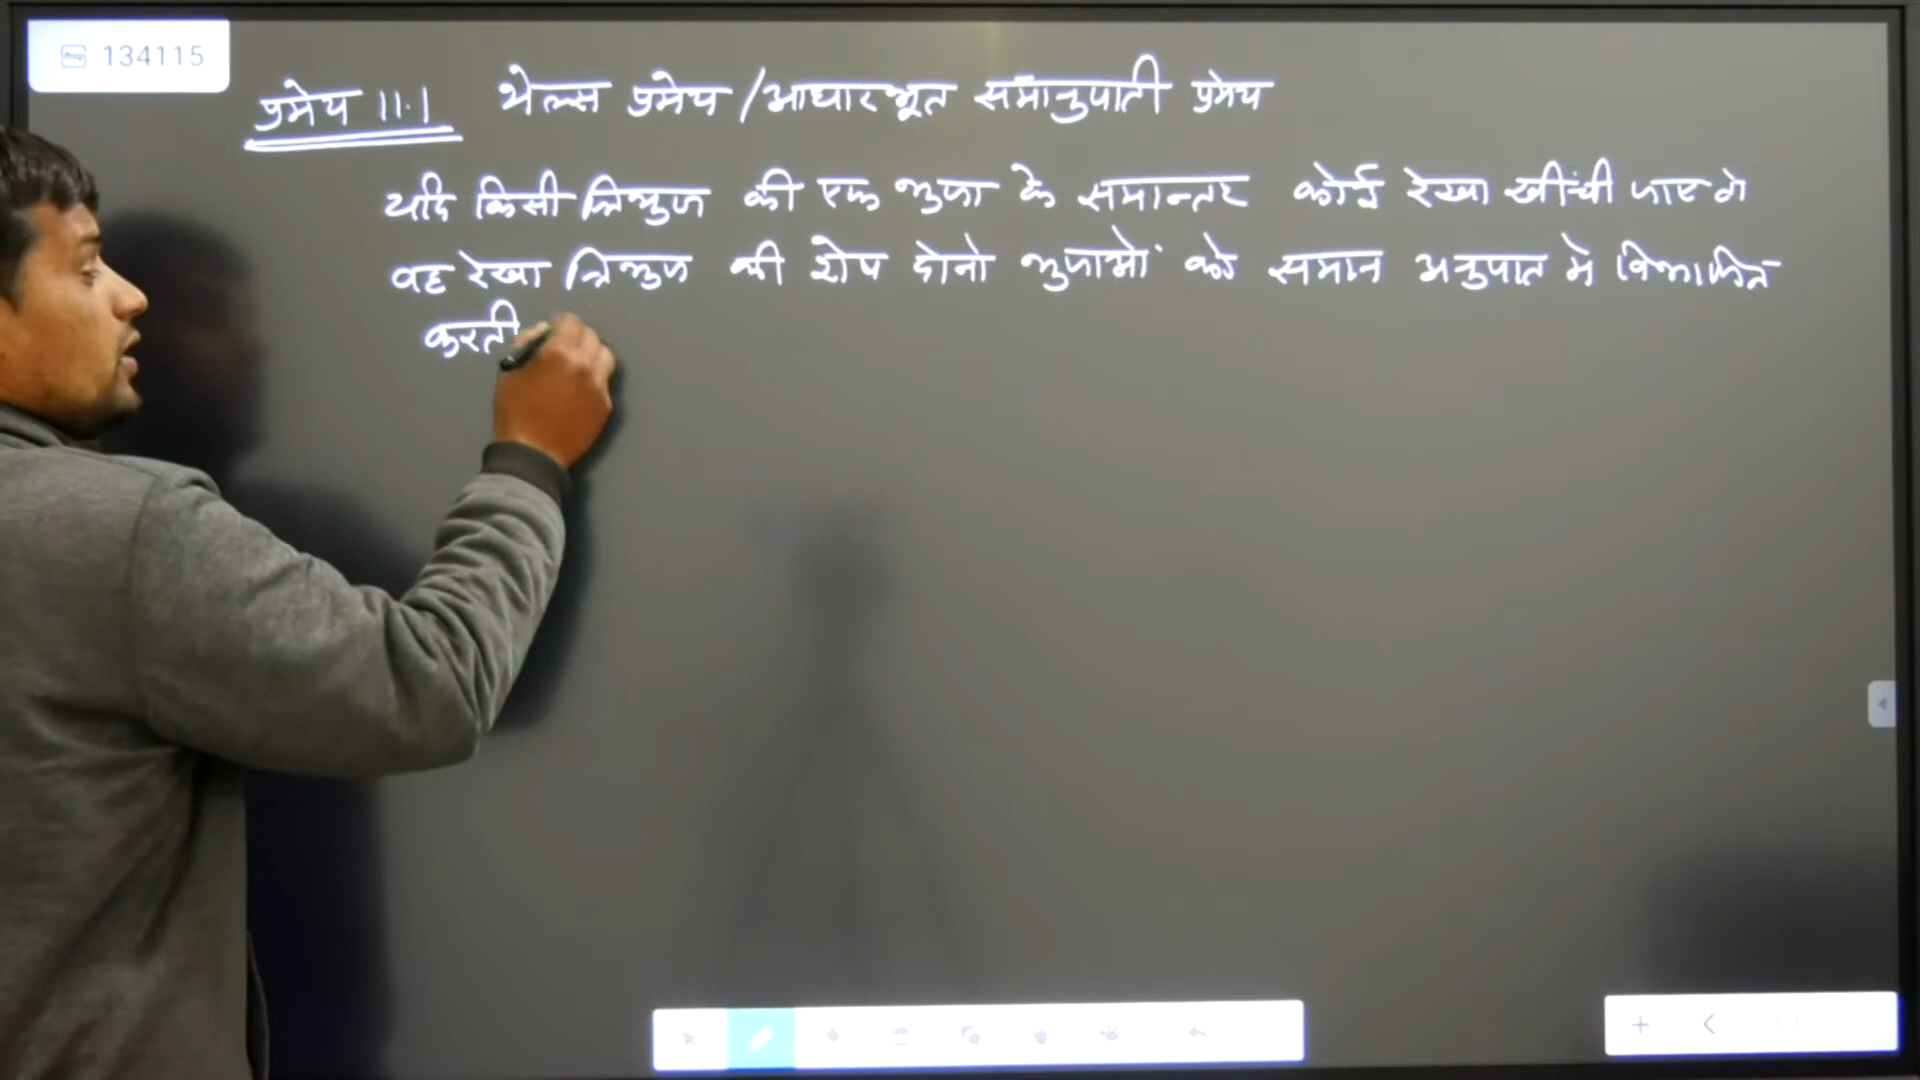 134115
प्रमेय 11.1 थेल्स प्रमेय / आधारभूत समानुपाती प्रमेय
यदि किसी त्रिभुज की एक भुजा के समान्तर कोई रेखा खींची जाए तो
वह रेखा त्रिभुज की शेष दोनो भुजाओं को समान अनुपात मे विभाजित
करती